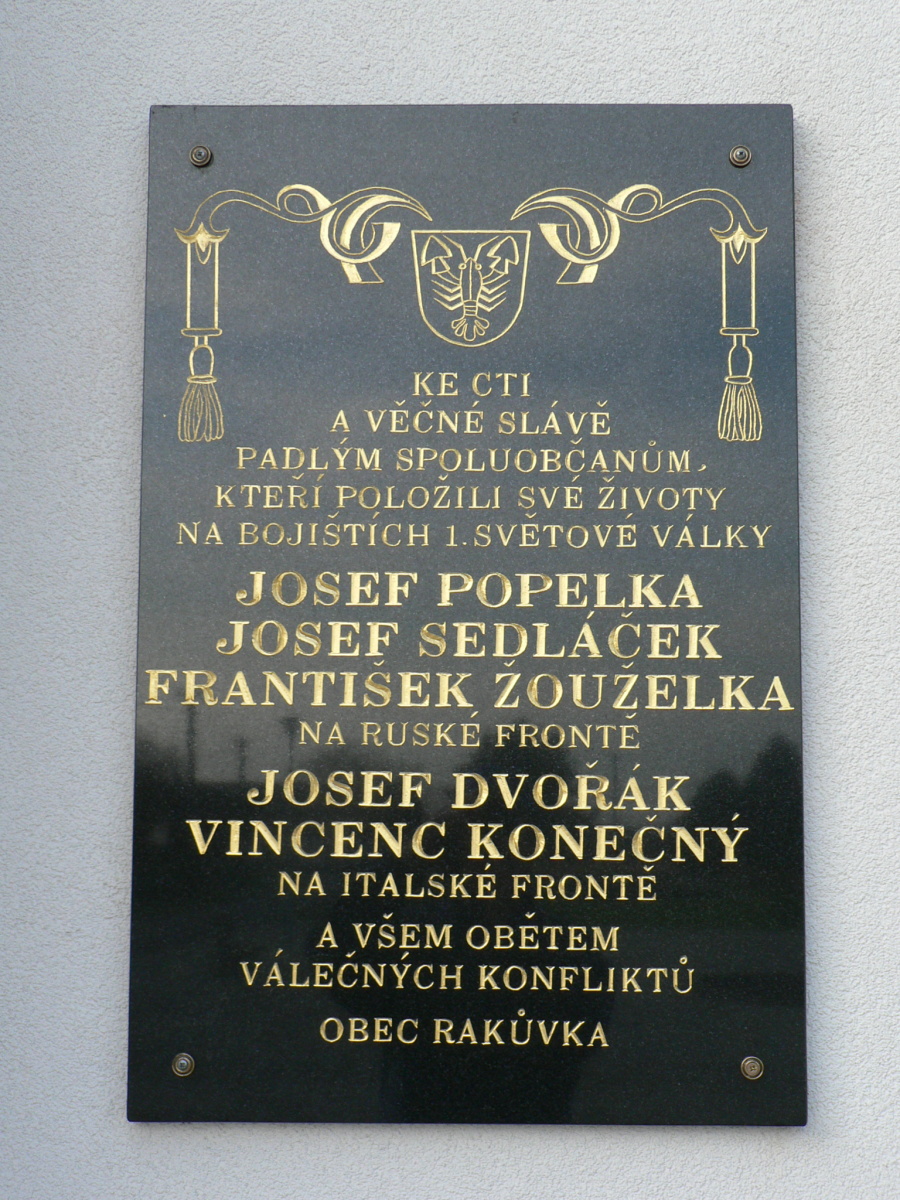 KE CTI
A VĚČNÉ SLÁVĚ
PADLÝM SPOLUOBČANŮM,
KTEŘÍ POLOŽILI SVÉ ŽIVOTY
NA BOJIŠTÍCH 1. SVĚTOVÉ VÁLKY
JOSEF POPELKA
JOSEF SEDLÁČEK
FRANTIŠEK ŽOUŽELKA
NA RUSKÉ FRONTĚ
JOSEF DVOŘÁK
VINCENC KONEČNÝ
NA ITALSKÉ FRONTĚ
A VŠEM OBĚTEM
VÁLEČNÝCH KONFLIKTŮ
OBEC RAKŮVKA